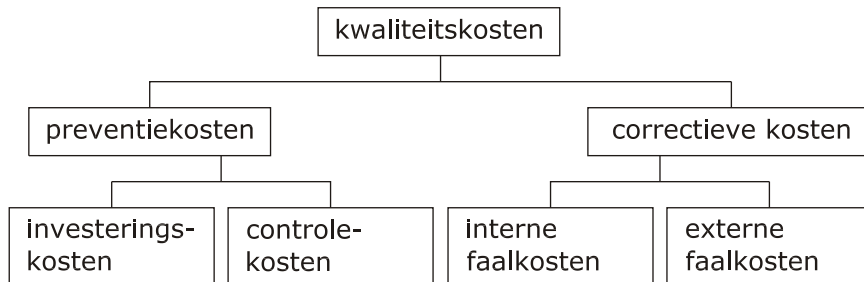 kwaliteitskosten
preventiekosten
correctieve kosten
investerings-
kosten
controle-
kosten
interne
faalkosten
externe
faalkosten